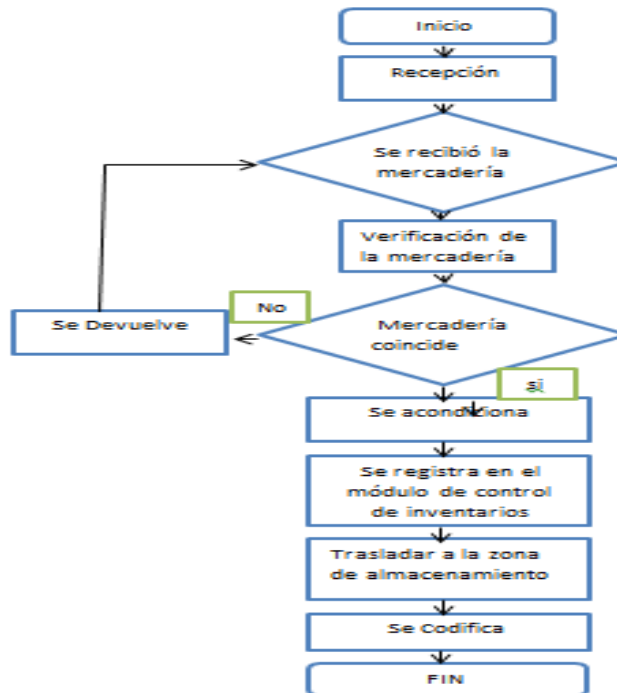 Inicio
Recepción
Se recibió la
mercadería
Verificación de
la mercadería
No
Se Devuelve
Mercadería
coincide
si
Se acondiciona
Se registra en el
módulo de control
de inventarios
Trasladar a la zona
de almacenamiento
Se Codifica
FIN